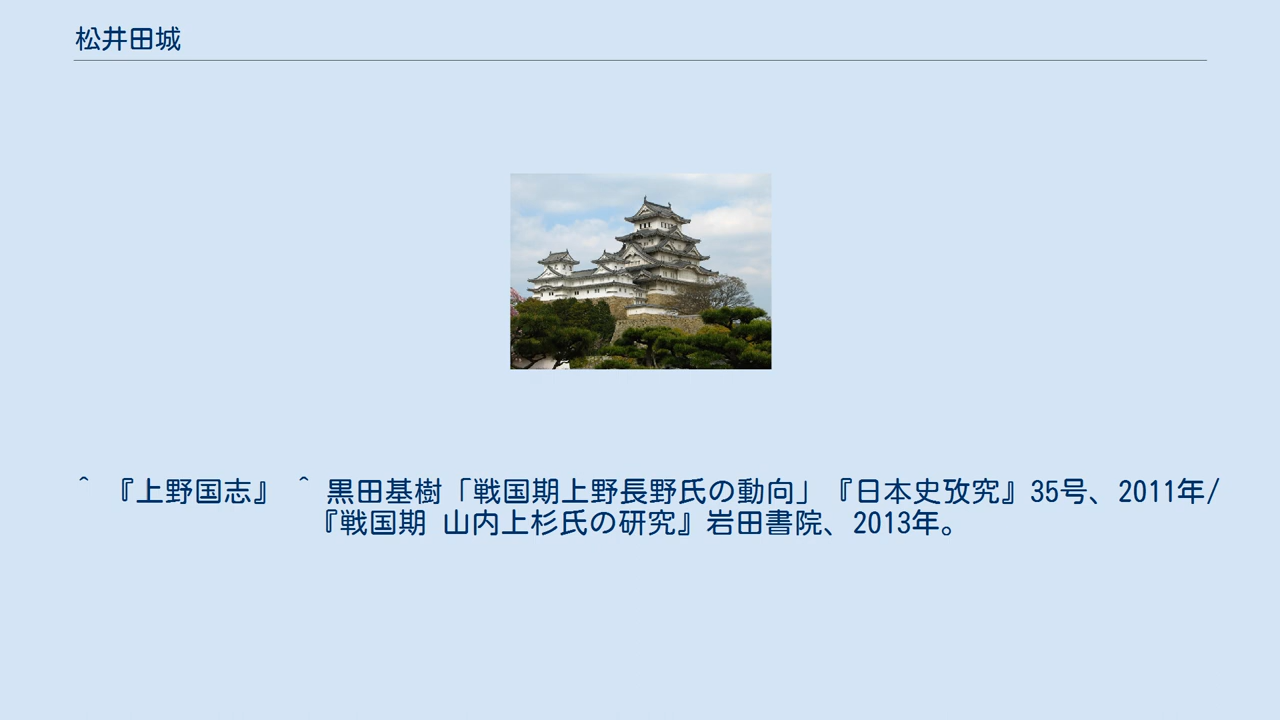 松井田城
^ 『上野国志』 ^ 黒田基樹「戦国期上野長野氏の動向」『日本史攷究』35号、2011年/
『戦国期 山内上杉氏の研究』岩田書院、2013年。